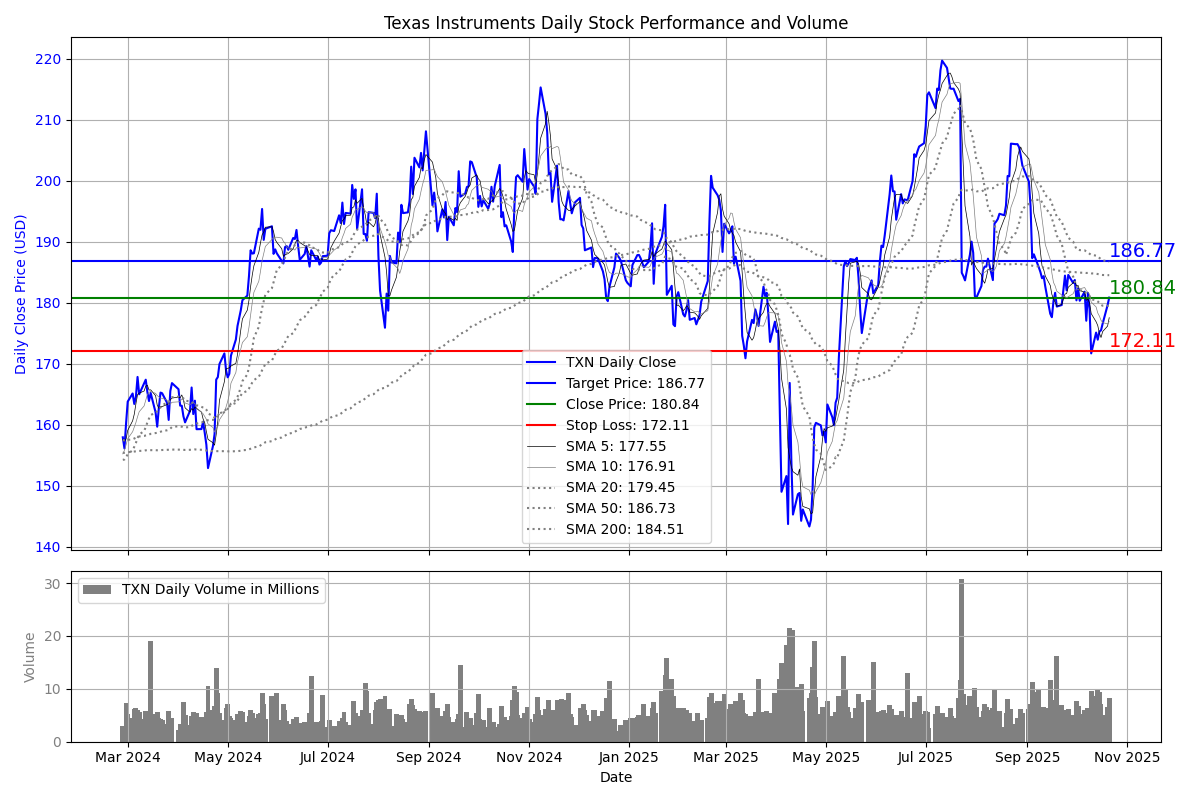 Texas Instruments Daily Stock Performance and Volume
Daily Close Price (USD)
220
210
200
190
180
170
160
150
140
186.77
180.84
172.11
TXN Daily Close
Target Price: 186.77
Close Price: 180.84
Stop Loss: 172.11
SMA 5: 177.55
SMA 10: 176.91
SMA 20: 179.45
SMA 50: 186.73
SMA 200: 184.51
Volume
30
20
10
0
TXN Daily Volume in Millions
Mar 2024 May 2024 Jul 2024 Sep 2024 Nov 2024 Jan 2025 Mar 2025 May 2025 Jul 2025 Sep 2025 Nov 2025
Date